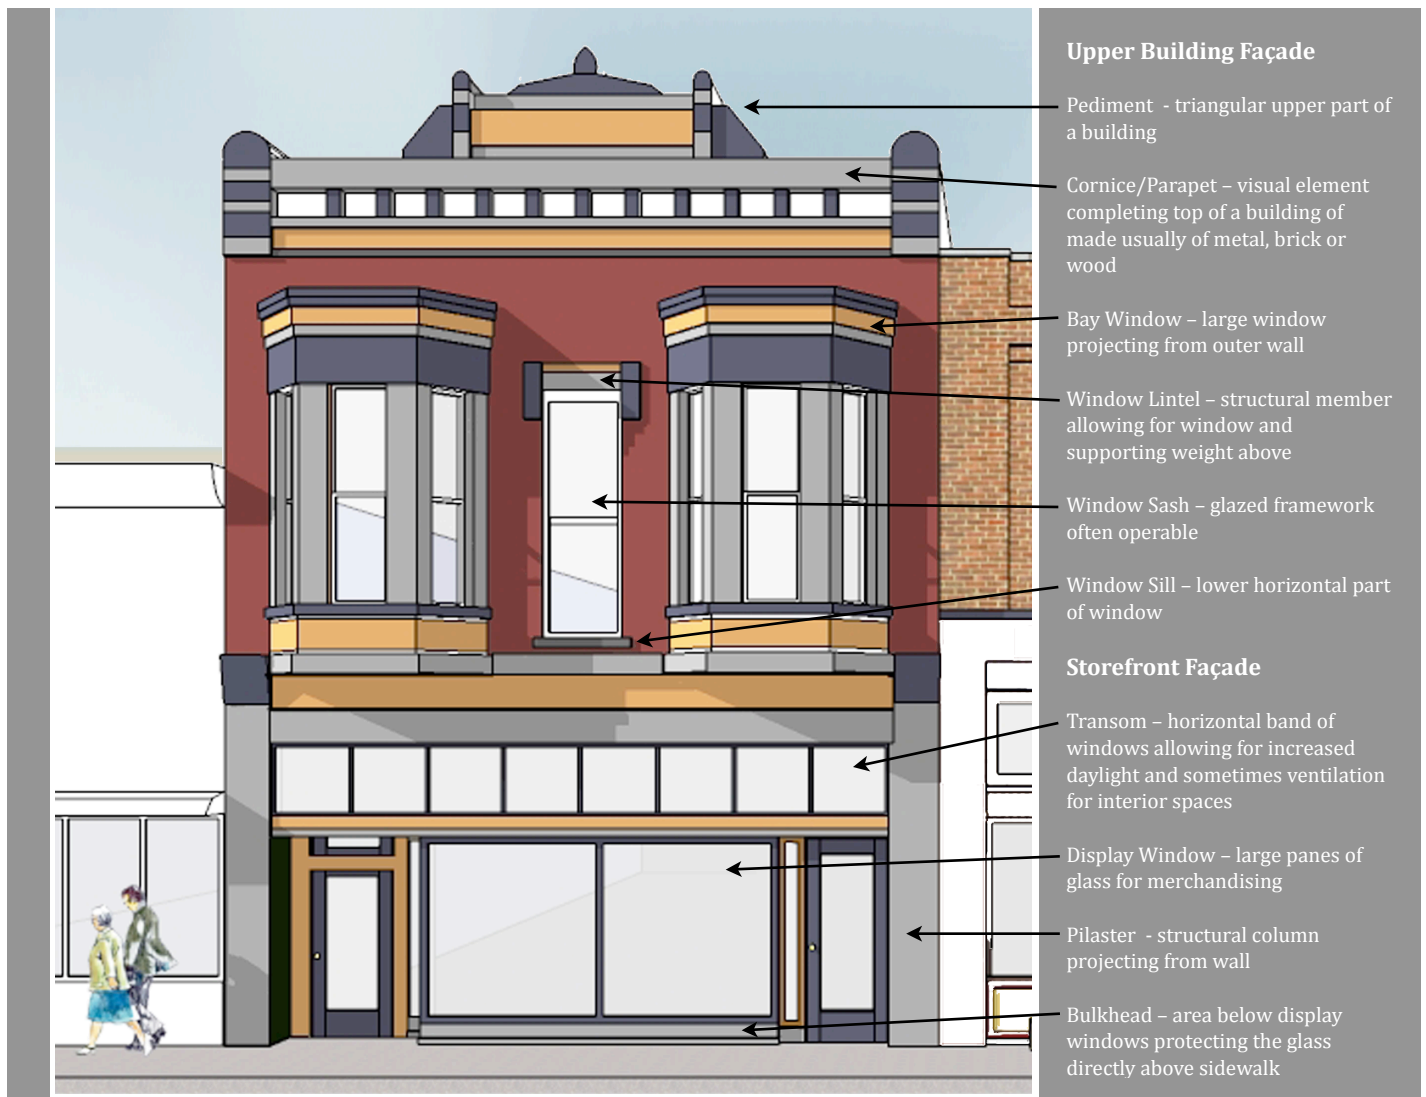 Upper Building Façade
Pediment  - triangular upper part of
a building
Cornice/Parapet – visual element
completing top of a building of
made usually of metal, brick or
wood
Bay Window – large window
projecting from outer wall
Window Lintel – structural member
allowing for window and
supporting weight above
Window Sash – glazed framework
often operable
Window Sill – lower horizontal part
of window
Storefront Façade
Transom – horizontal band of
windows allowing for increased
daylight and sometimes ventilation
for interior spaces
Display Window – large panes of
glass for merchandising
Pilaster  - structural column
projecting from wall
Bulkhead – area below display
windows protecting the glass
directly above sidewalk